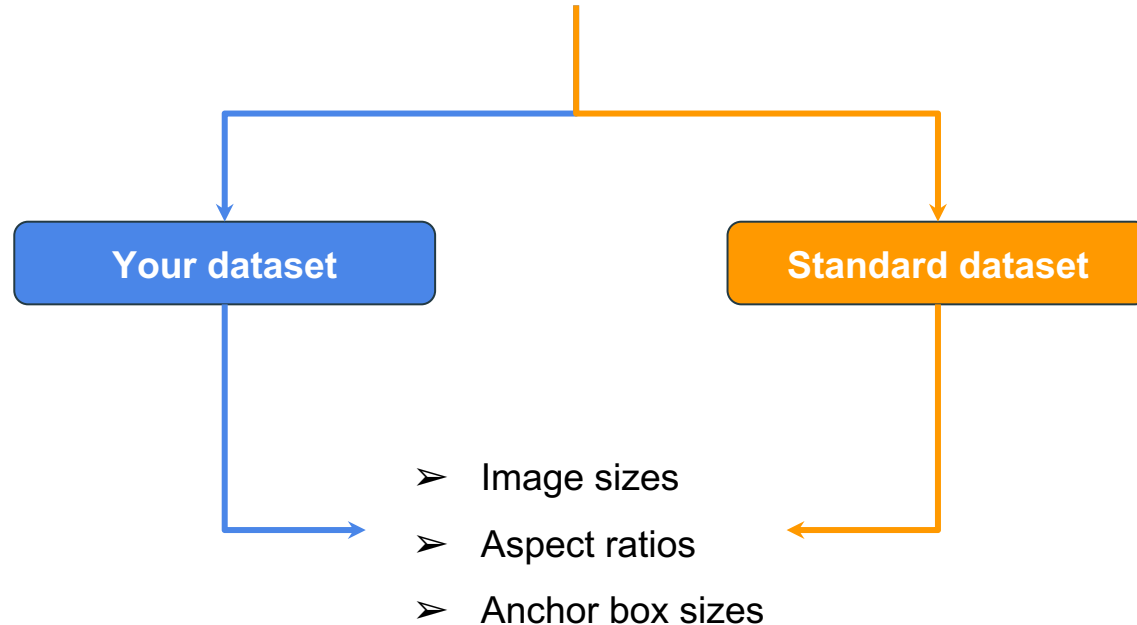 Your dataset
Standard dataset
➢ Image sizes
➢ Aspect ratios
➢ Anchor box sizes